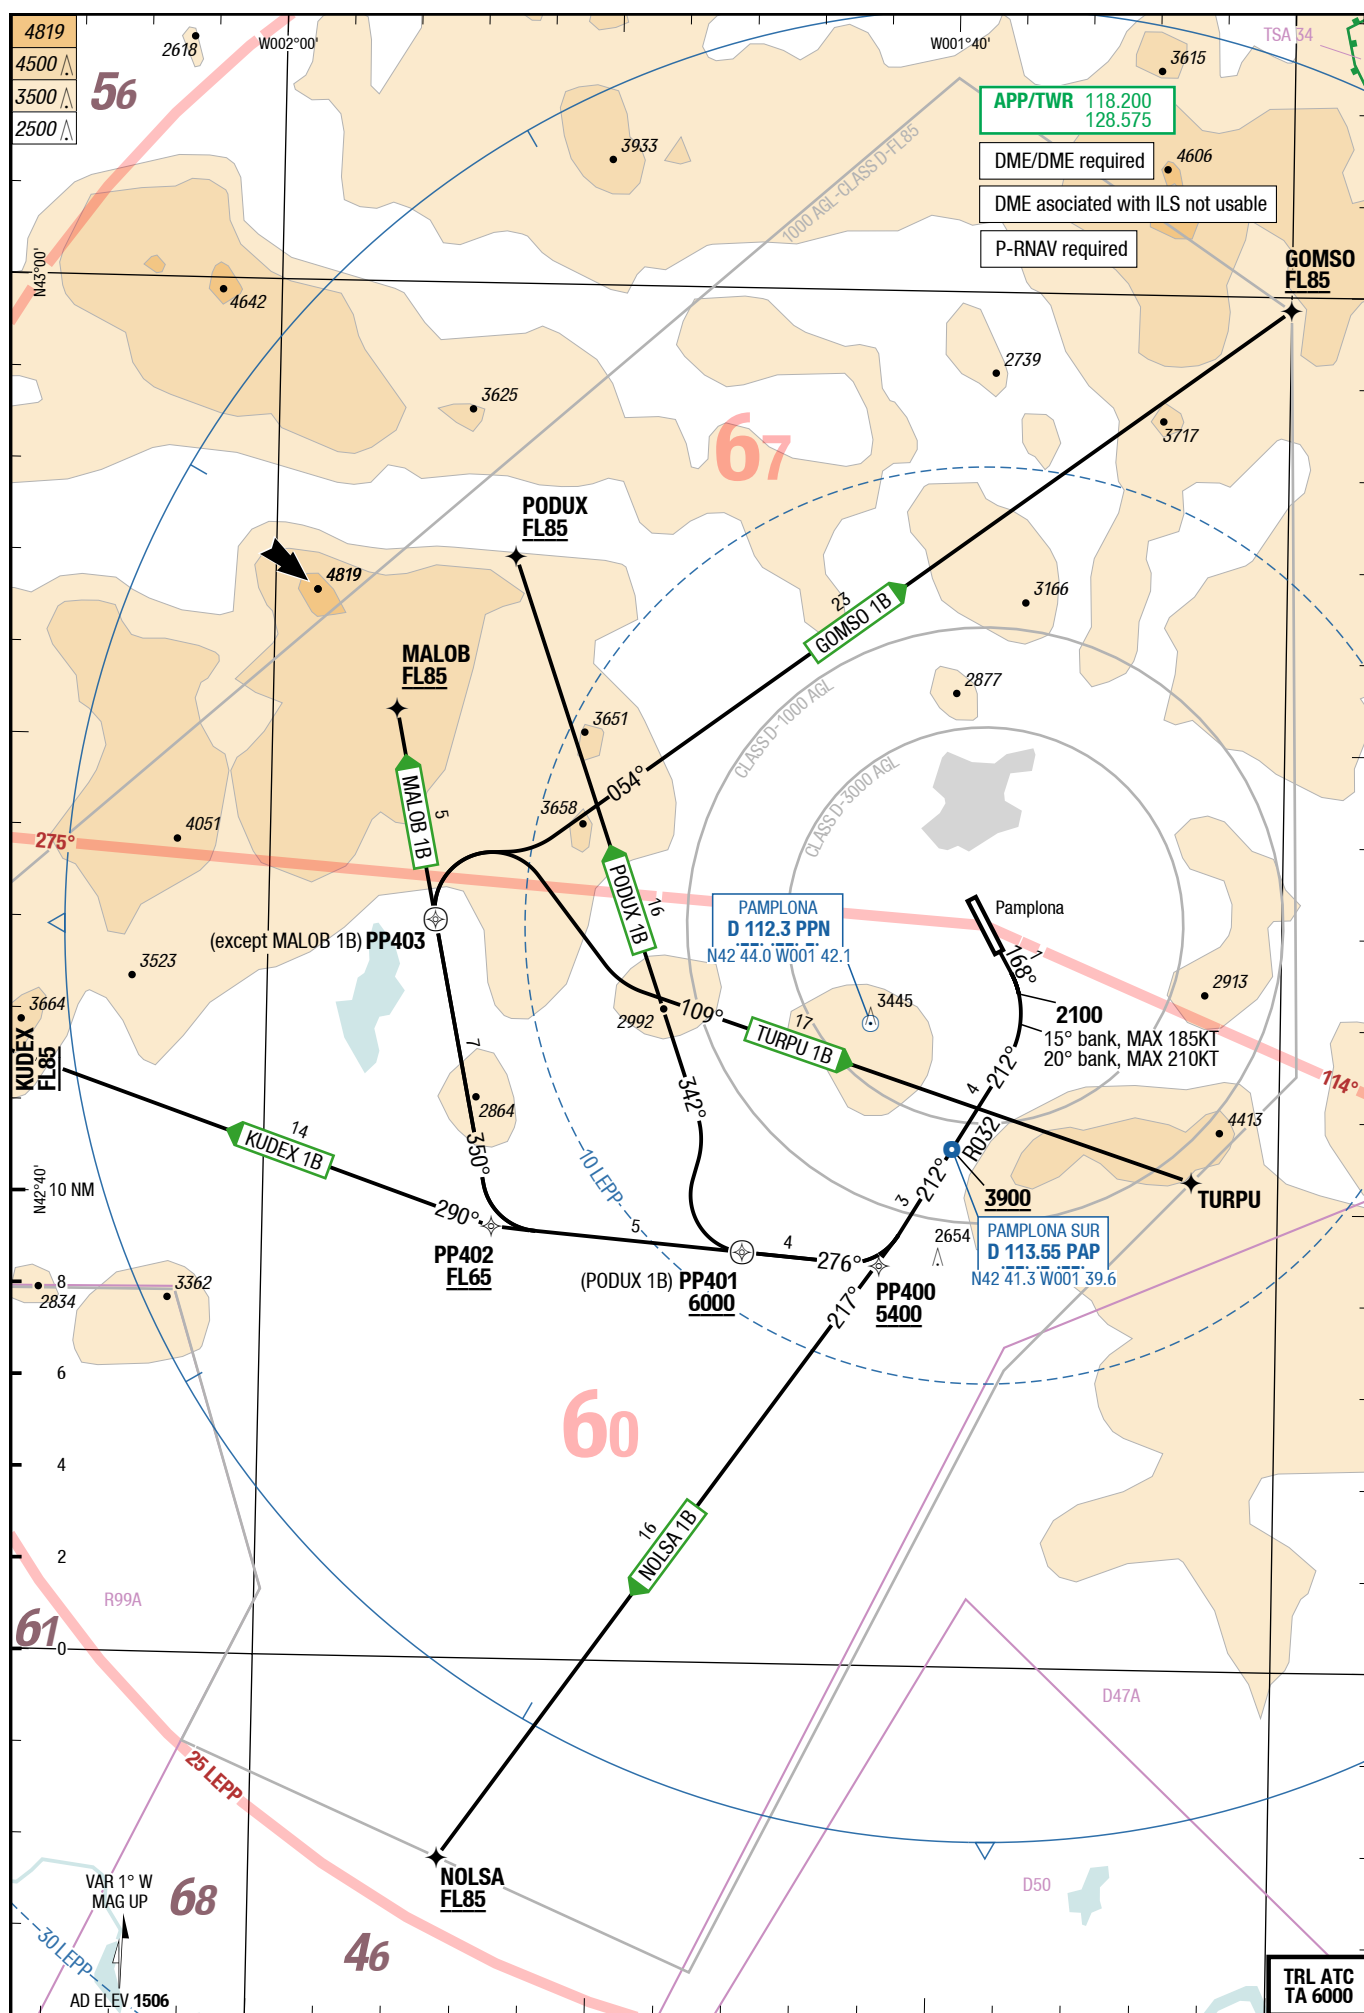 4819
4500
3500
2500
2618
56
W002°00'
W001°40'
TSA 34
3615
APP/TWR 118.200
128.575
3933
DME/DME required
4606
DME asociated with ILS not usable
P-RNAV required
1000 AGL-CLASS D-FL85
N43°00'
4642
GOMSO
FL85
2739
3625
67
3717
PODUX
FL85
4819
3166
23
GOMSO 1B
MALOB
FL85
2877
CLASS D-1000 AGL
3651
054°
CLASS D-3000 AGL
5
MALOB 1B
3658
4051
275°
PODUX 1B
16
PAMPLONA
D 112.3 PPN
N42 44.0 W001 42.1
Pamplona
(except MALOB 1B) PP403
1
168°
3523
2913
3664
2992
109°
3445
17
TURPU 1B
2100
15° bank, MAX 185KT
20° bank, MAX 210KT
KUDEX
FL85
7
212°
114°
4
342°
2864
4413
14
KUDEX 1B
350°
R032
10 LEPP
212°
N42°40'
10 NM
3900
TURPU
290°
3
5
4
276°
2654
PAMPLONA SUR
D 113.55 PAP
N42 41.3 W001 39.6
PP402
FL65
(PODUX 1B) PP401
6000
PP400
5400
217°
8
2834
3362
6
60
4
16
NOLSA 1B
2
R99A
61
0
D47A
25 LEPP
NOLSA
FL85
VAR 1° W
MAG UP
68
D50
46
30 LEPP
AD ELEV 1506
TRL ATC
TA 6000